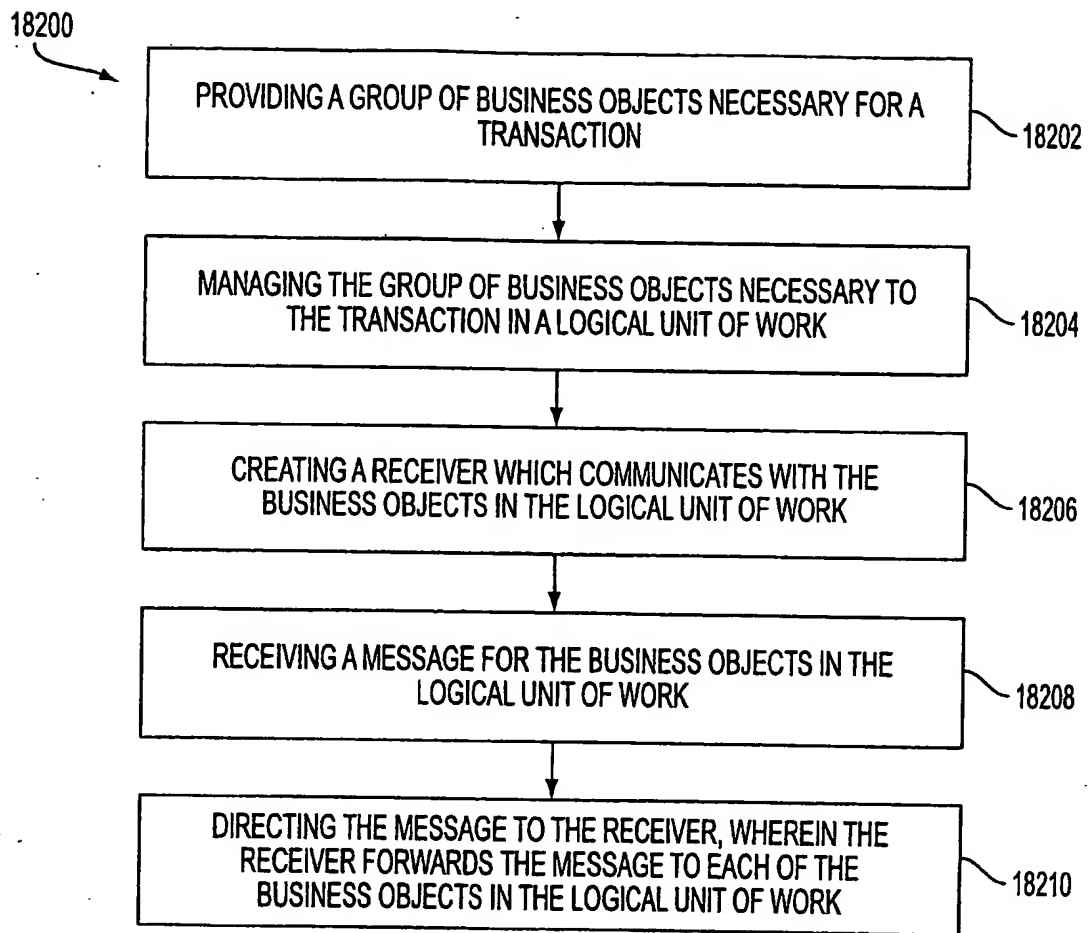 18200
PROVIDING A GROUP OF BUSINESS OBJECTS NECESSARY FOR A
TRANSACTION
18202
MANAGING THE GROUP OF BUSINESS OBJECTS NECESSARY TO
THE TRANSACTION IN A LOGICAL UNIT OF WORK
18204
CREATING A RECEIVER WHICH COMMUNICATES WITH THE
BUSINESS OBJECTS IN THE LOGICAL UNIT OF WORK
18206
RECEIVING A MESSAGE FOR THE BUSINESS OBJECTS IN THE
LOGICAL UNIT OF WORK
18208
DIRECTING THE MESSAGE TO THE RECEIVER, WHEREIN THE
RECEIVER FORWARDS THE MESSAGE TO EACH OF THE
BUSINESS OBJECTS IN THE LOGICAL UNIT OF WORK
18210